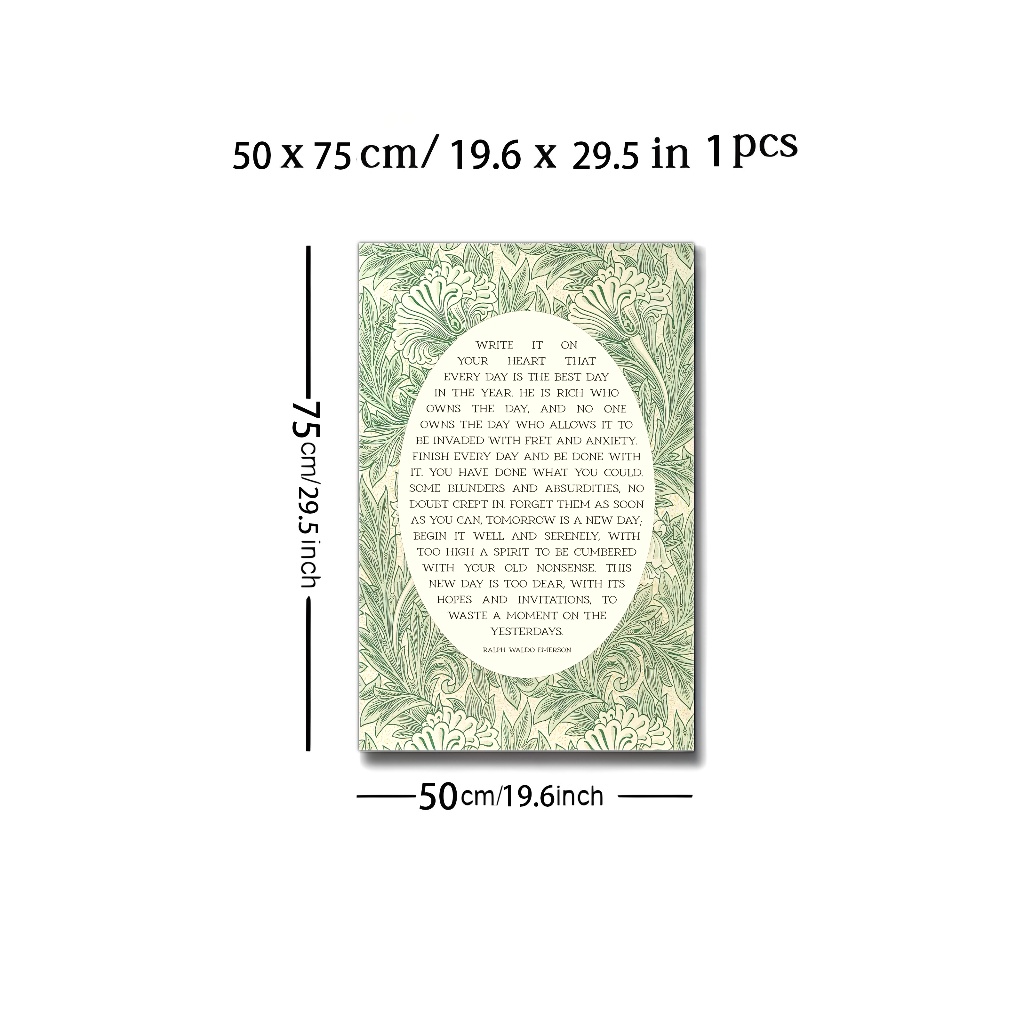 50 x 75 cm/ 19.6 x 29.5 in 1 pcs
WRITE IT ON
YOUR HEART THAT
EVERY DAY IS THE BEST DAY
IN THE YEAR. HE IS RICH WHO
OWNS THE DAY, AND NO ONE
OWNS THE DAY WHO ALLOWS IT TO
BE INVADED WITH FRET AND ANXIETY.
FINISH EVERY DAY AND BE DONE WITH
IT. YOU HAVE DONE WHAT YOU COULD.
SOME BLUNDERS AND ABSURDITIES, NO
DOUBT CREPT IN. FORGET THEM AS SOON
AS YOU CAN, TOMORROW IS A NEW DAY;
BEGIN IT WELL AND SERENELY, WITH
TOO HIGH A SPIRIT TO BE CUMBERED
WITH YOUR OLD NONSENSE. THIS
NEW DAY IS TOO DEAR, WITH ITS
HOPES AND INVITATIONS, TO
WASTE A MOMENT ON THE
YESTERDAYS.
RALPH WALDO EMERSON
75cm/29.5inch
50cm/19.6inch